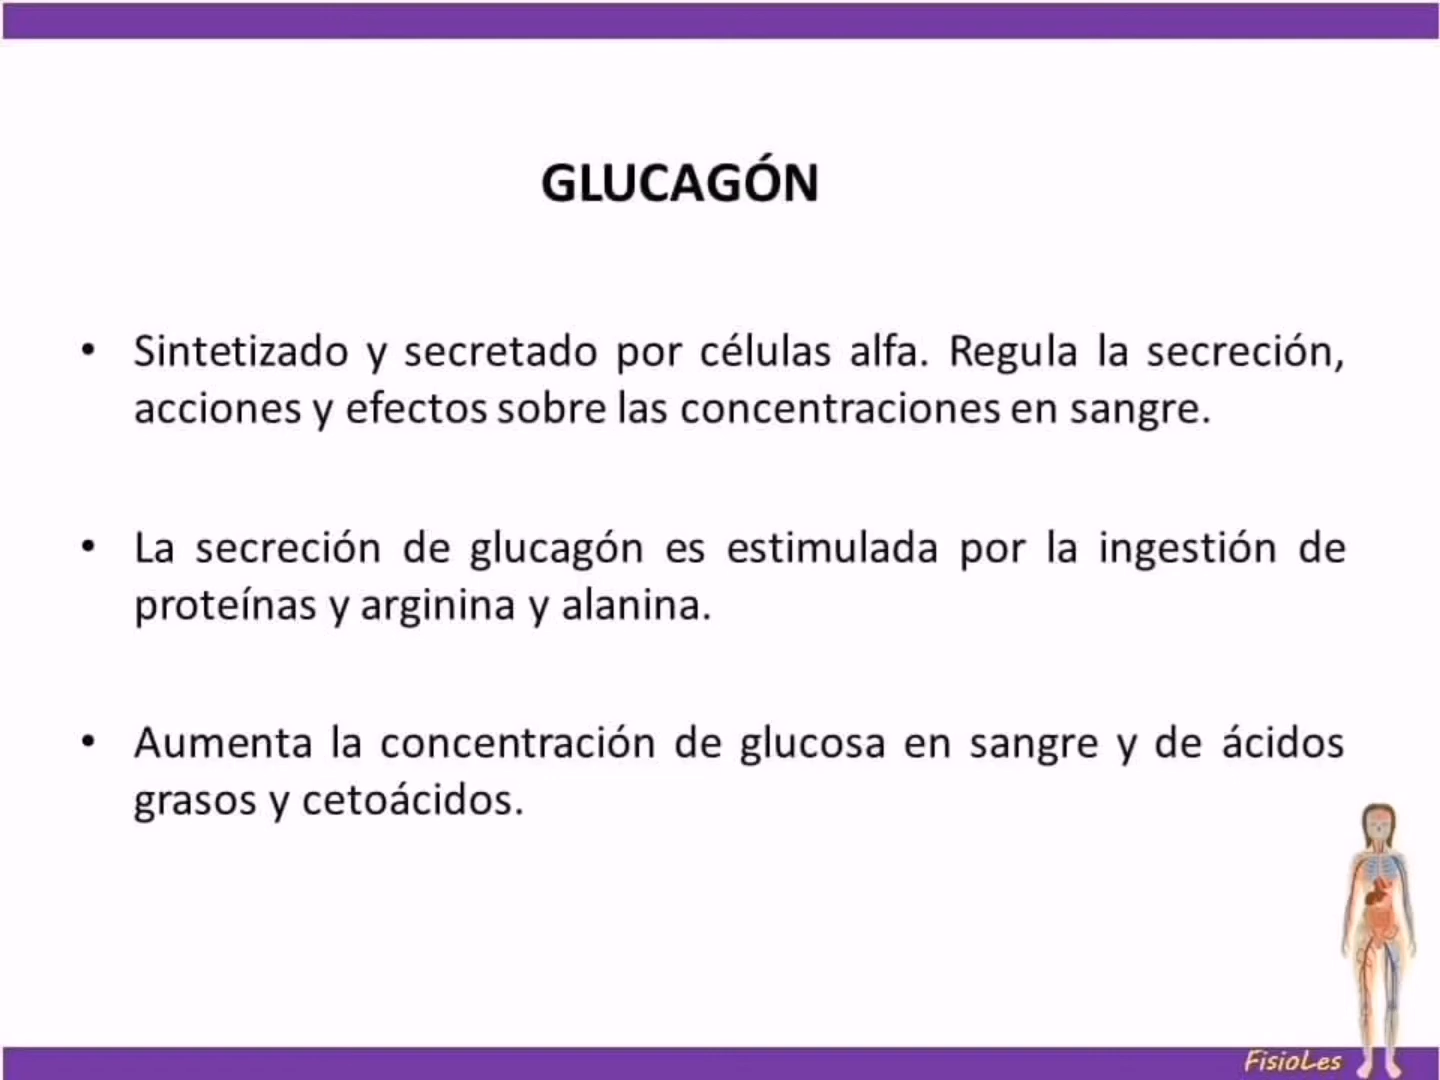 GLUCAGÓN
• Sintetizado y secretado por células alfa. Regula la secreción,
acciones y efectos sobre las concentraciones en sangre.
• La secreción de glucagón es estimulada por la ingestión de
proteínas y arginina y alanina.
• Aumenta la concentración de glucosa en sangre y de ácidos
grasos y cetoácidos.
FisioLes